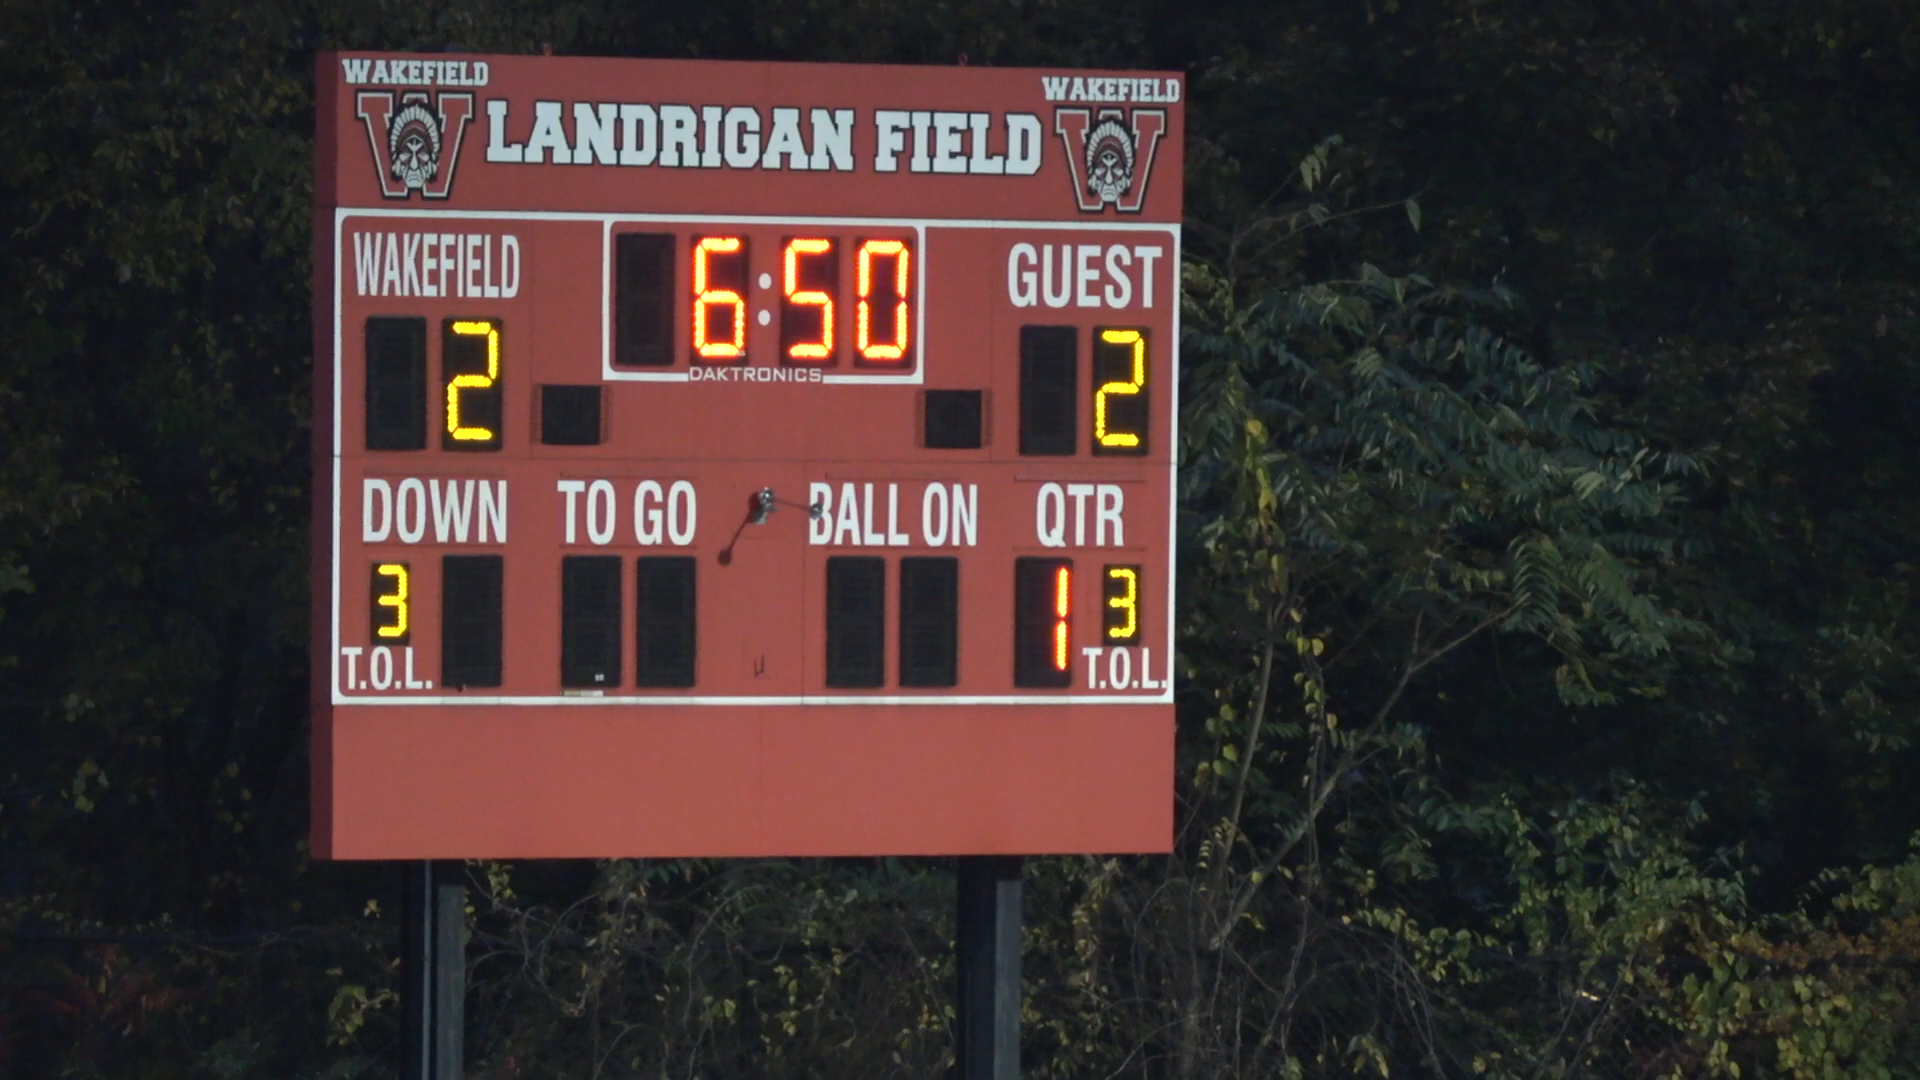 WAKEFIELD WAKEFIELD
LANDRIGAN FIELD
WAKEFIELD 6:50 GUEST
DAKTRONICS
2 2
DOWN TO GO BALL ON QTR
3 1 3
T.O.L. T.O.L.